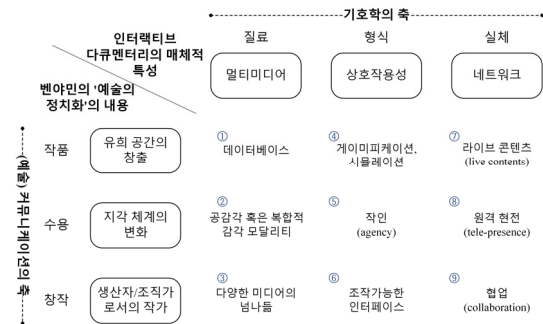 기호학의 축
인터랙티브
다큐멘터리의 매체적
특성
벤야민의 '예술의
정치화'의 내용
질료
형식
실체
멀티미디어
상호작용성
네트워크
(예술) 커뮤니케이션의 축
작품
유희 공간의
창출
①
데이터베이스
④
게이미피케이션,
시뮬레이션
⑦
라이브 콘텐츠
(live contents)
수용
지각 체계의
변화
②
공감각 혹은 복합적
감각 모달리티
⑤
작인
(agency)
⑧
원격 현전
(tele-presence)
창작
생산자/조직가
로서의 작가
③
다양한 미디어의
넘나듦
⑥
조작가능한
인터페이스
⑨
협업
(collaboration)